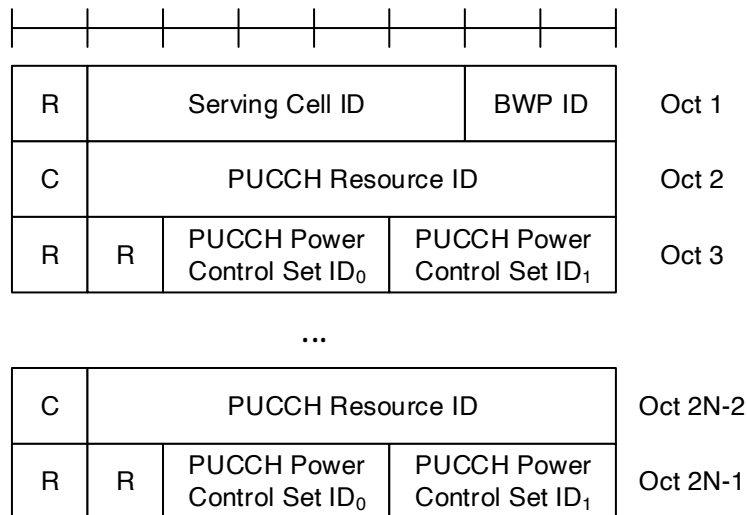 R Serving Cell ID BWP ID Oct 1
C PUCCH Resource ID Oct 2
R R PUCCH Power Control Set ID₀ PUCCH Power Control Set ID₁ Oct 3
...
C PUCCH Resource ID Oct 2N-2
R R PUCCH Power Control Set ID₀ PUCCH Power Control Set ID₁ Oct 2N-1